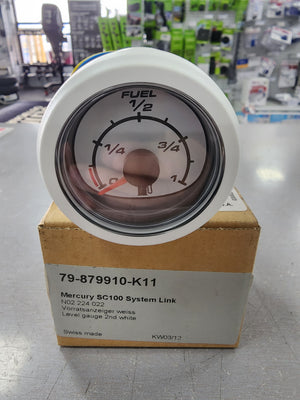 FUEL
1/2
1/4
3/4
0
1
79-879910-K11
Mercury SC100 System Link
N02 224 022
Vorratsanzeiger weiss
Level gauge 2nd white
Swiss made
KW03/12